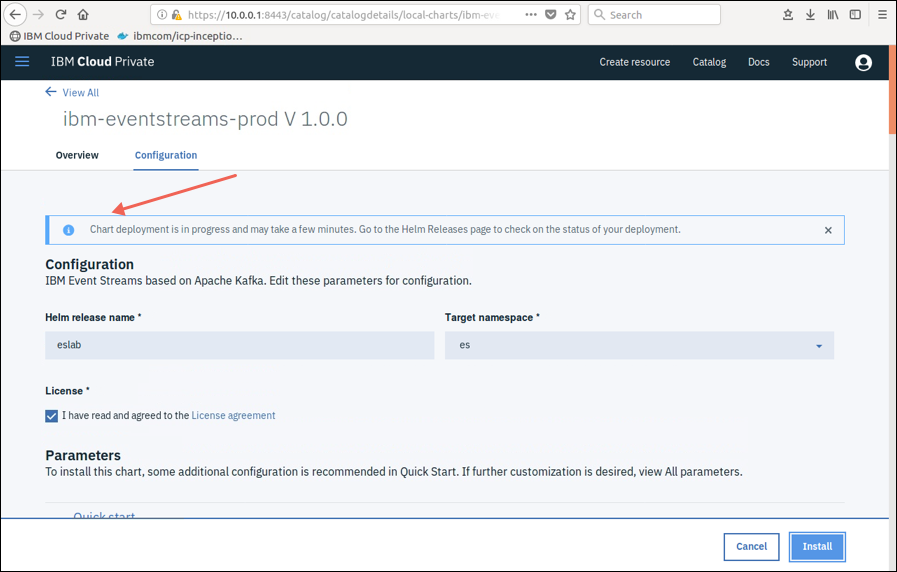 https://10.0.0.1:8443/catalog/catalogdetails/local-charts/ibm-eve
Search
IBM Cloud Private
ibmcom/icp-inceptio...
IBM Cloud Private
Create resource
Catalog
Docs
Support
View All
ibm-eventstreams-prod V 1.0.0
Overview
Configuration
Chart deployment is in progress and may take a few minutes. Go to the Helm Releases page to check on the status of your deployment.
Configuration
IBM Event Streams based on Apache Kafka. Edit these parameters for configuration.
Helm release name *
Target namespace *
eslab
es
License *
I have read and agreed to the License agreement
Parameters
To install this chart, some additional configuration is recommended in Quick Start. If further customization is desired, view All parameters.
Quick start
Cancel
Install